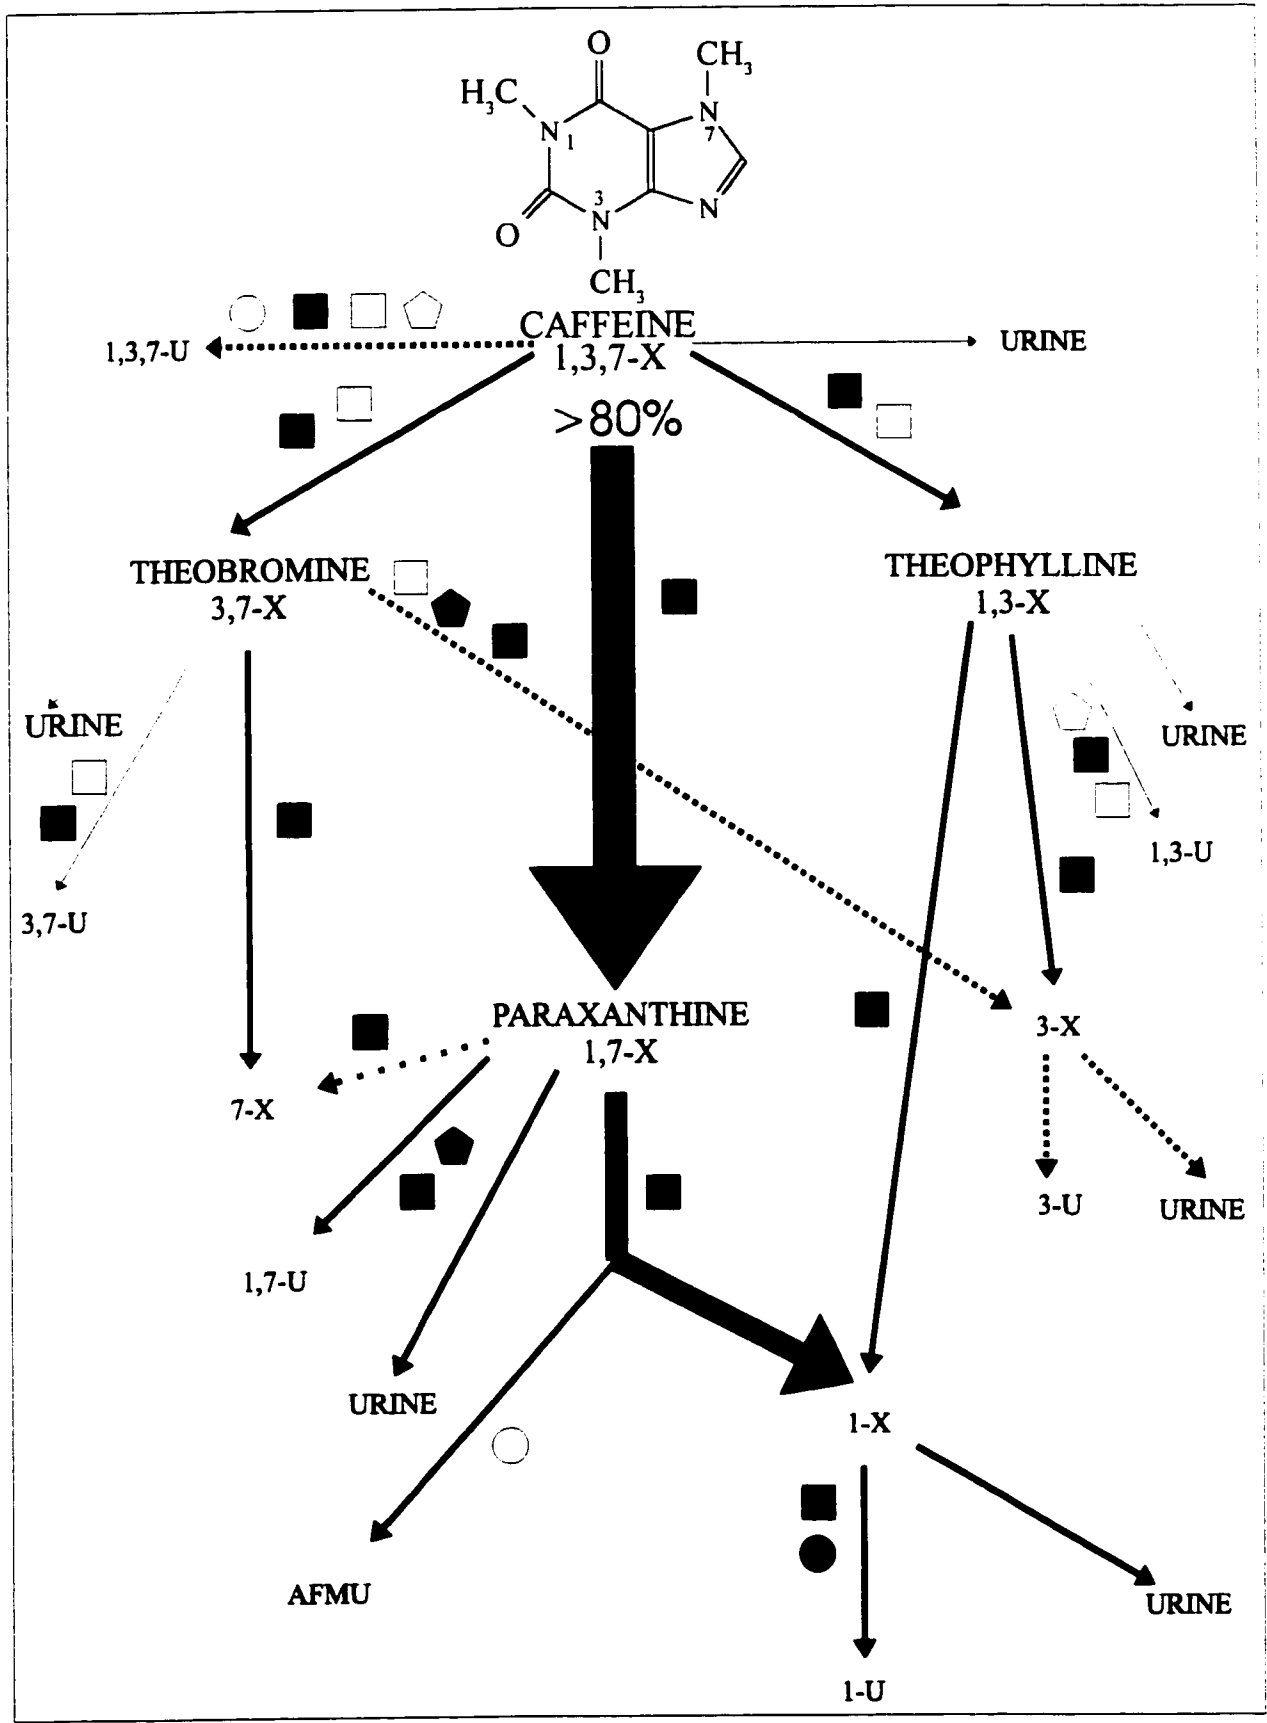 O
CH3
H3C
N
1
N
7
3
N
N
O
CH3
CAFFEINE
1,3,7-U
1,3,7-X
URINE
>80%
THEOBROMINE
3,7-X
THEOPHYLLINE
1,3-X
URINE
URINE
1,3-U
3,7-U
PARAXANTHINE
1,7-X
3-X
7-X
3-U
URINE
1,7-U
URINE
1-X
AFMU
URINE
1-U